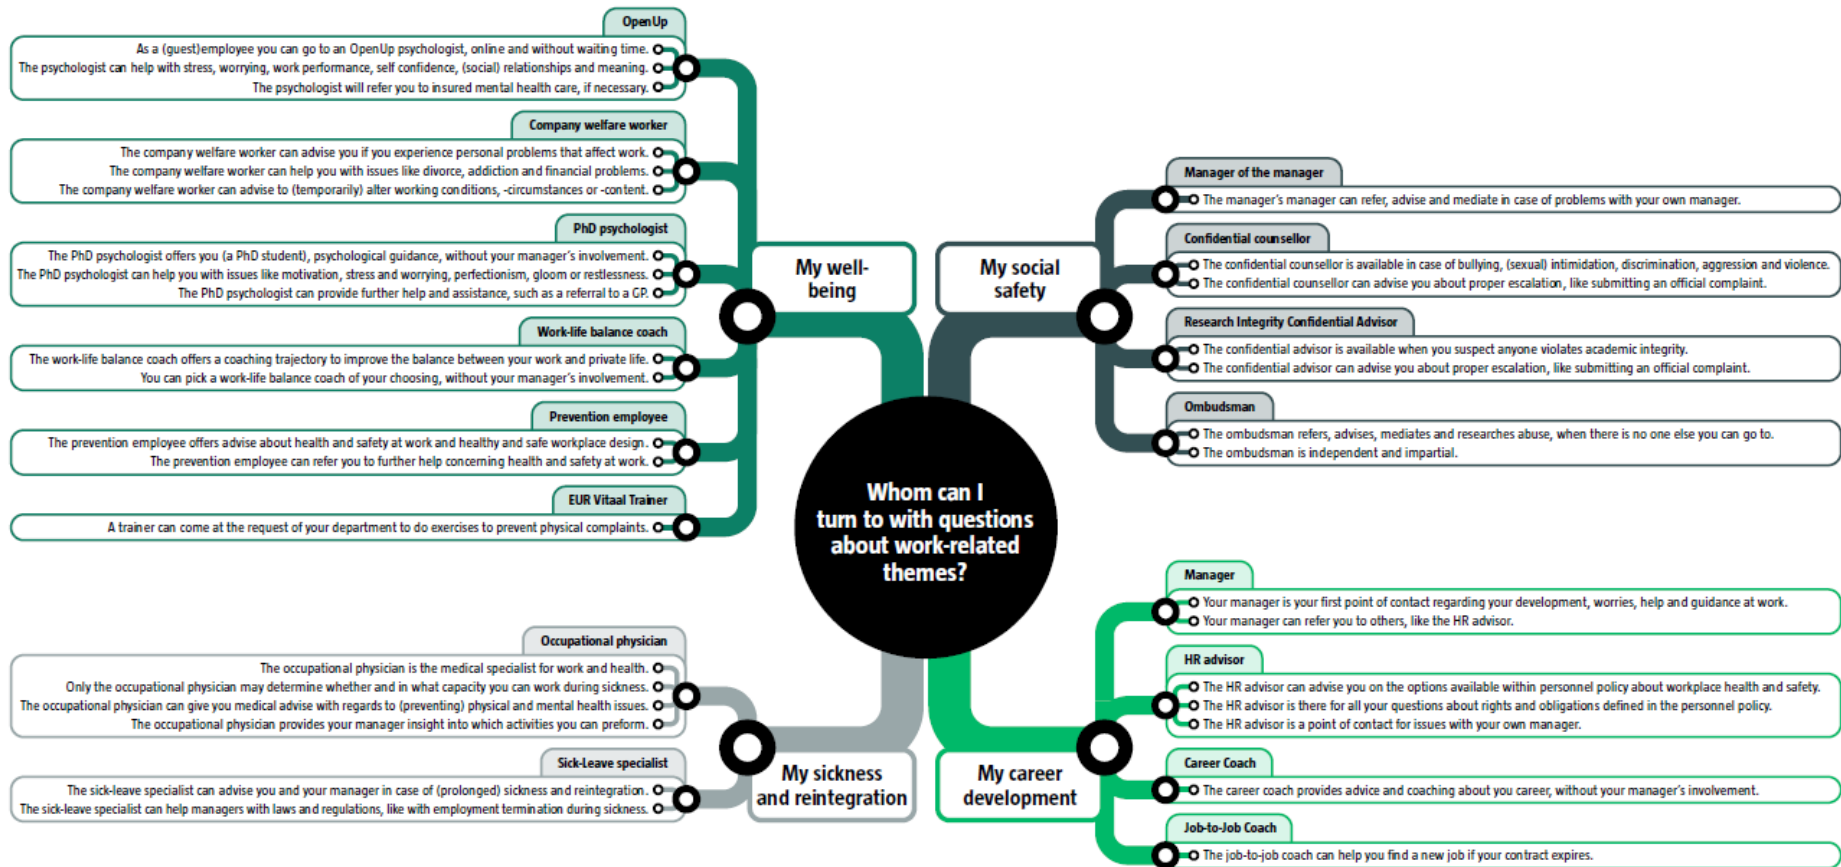 OpenUp
As a (guest)employee you can go to an OpenUp psychologist, online and without waiting time.
The psychologist can help with stress, worrying, work performance, self confidence, (social) relationships and meaning.
The psychologist will refer you to insured mental health care, if necessary.
Company welfare worker
The company welfare worker can advise you if you experience personal problems that affect work.
The company welfare worker can help you with issues like divorce, addiction and financial problems.
The company welfare worker can advise to (temporarily) alter working conditions, -circumstances or -content.
PhD psychologist
The PhD psychologist offers you (a PhD student), psychological guidance, without your manager's involvement.
The PhD psychologist can help you with issues like motivation, stress and worrying, perfectionism, gloom or restlessness.
The PhD psychologist can provide further help and assistance, such as a referral to a GP.
Work-life balance coach
The work-life balance coach offers a coaching trajectory to improve the balance between your work and private life.
You can pick a work-life balance coach of your choosing, without your manager's involvement.
Prevention employee
The prevention employee offers advise about health and safety at work and healthy and safe workplace design.
The prevention employee can refer you to further help concerning health and safety at work.
EUR Vitaal Trainer
A trainer can come at the request of your department to do exercises to prevent physical complaints.
My well-
being
My social
safety
Manager of the manager
The manager's manager can refer, advise and mediate in case of problems with your own manager.
Confidential counsellor
The confidential counsellor is available in case of bullying, (sexual) intimidation, discrimination, aggression and violence.
The confidential counsellor can advise you about proper escalation, like submitting an official complaint.
Research Integrity Confidential Advisor
The confidential advisor is available when you suspect anyone violates academic integrity.
The confidential advisor can advise you about proper escalation, like submitting an official complaint.
Ombudsman
The ombudsman refers, advises, mediates and researches abuse, when there is no one else you can go to.
The ombudsman is independent and impartial.
Whom can I
turn to with questions
about work-related
themes?
Occupational physician
The occupational physician is the medical specialist for work and health.
Only the occupational physician may determine whether and in what capacity you can work during sickness.
The occupational physician can give you medical advise with regards to (preventing) physical and mental health issues.
The occupational physician provides your manager insight into which activities you can preform.
Sick-Leave specialist
The sick-leave specialist can advise you and your manager in case of (prolonged) sickness and reintegration.
The sick-leave specialist can help managers with laws and regulations, like with employment termination during sickness.
My sickness
and reintegration
My career
development
Manager
Your manager is your first point of contact regarding your development, worries, help and guidance at work.
Your manager can refer you to others, like the HR advisor.
HR advisor
The HR advisor can advise you on the options available within personnel policy about workplace health and safety.
The HR advisor is there for all your questions about rights and obligations defined in the personnel policy.
The HR advisor is a point of contact for issues with your own manager.
Career Coach
The career coach provides advice and coaching about you career, without your manager's involvement.
Job-to-Job Coach
The job-to-job coach can help you find a new job if your contract expires.